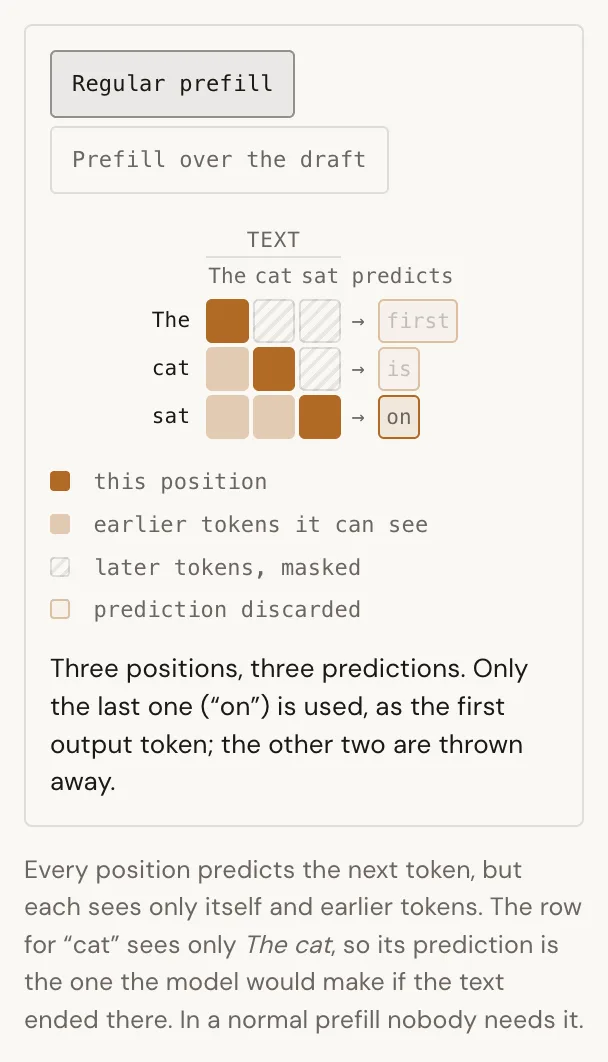 Regular prefill
Prefill over the draft
TEXT
The cat sat predicts
The → first
cat → is
sat → on
this position
earlier tokens it can see
later tokens, masked
prediction discarded
Three positions, three predictions. Only
the last one (“on”) is used, as the first
output token; the other two are thrown
away.
Every position predicts the next token, but
each sees only itself and earlier tokens. The row
for “cat” sees only The cat, so its prediction is
the one the model would make if the text
ended there. In a normal prefill nobody needs it.